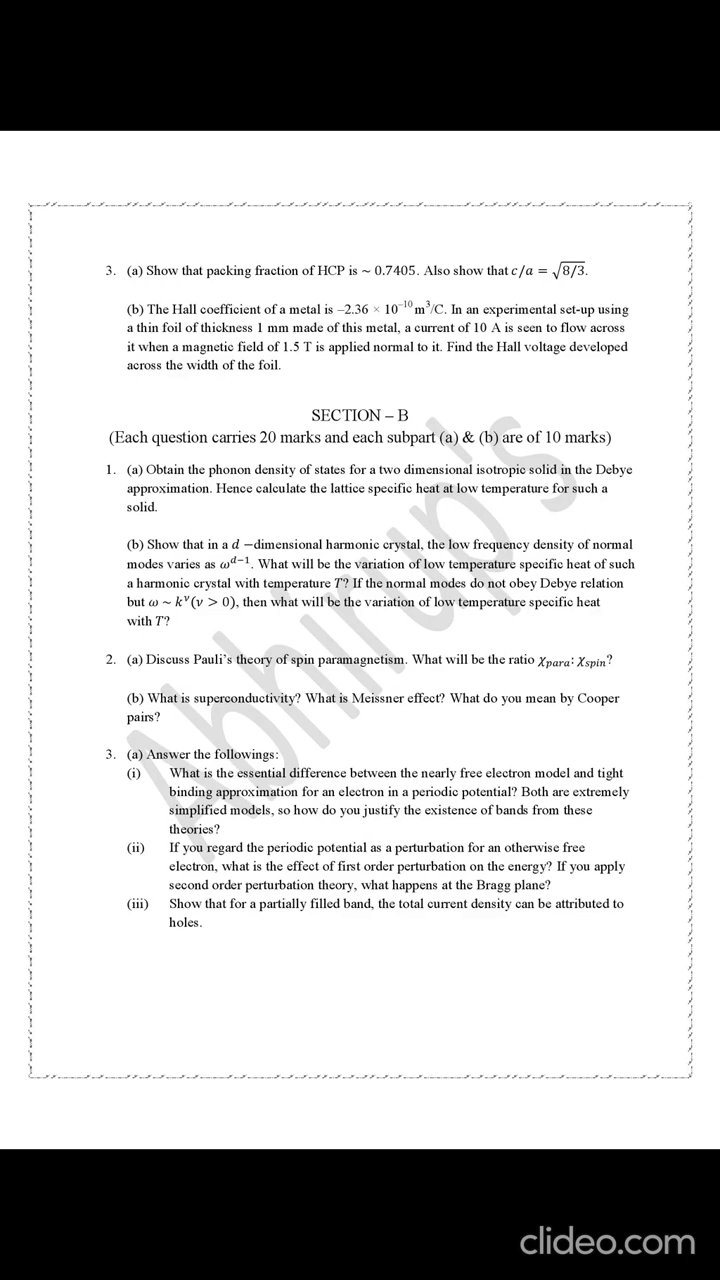 3. (a) Show that packing fraction of HCP is ~ 0.7405. Also show that c/a = √8/3.
(b) The Hall coefficient of a metal is –2.36 × 10⁻¹⁰ m³/C. In an experimental set-up using
a thin foil of thickness 1 mm made of this metal, a current of 10 A is seen to flow across
it when a magnetic field of 1.5 T is applied normal to it. Find the Hall voltage developed
across the width of the foil.
SECTION – B
(Each question carries 20 marks and each subpart (a) & (b) are of 10 marks)
1. (a) Obtain the phonon density of states for a two dimensional isotropic solid in the Debye
approximation. Hence calculate the lattice specific heat at low temperature for such a
solid.
(b) Show that in a d −dimensional harmonic crystal, the low frequency density of normal
modes varies as ω^{d−1}. What will be the variation of low temperature specific heat of such
a harmonic crystal with temperature T? If the normal modes do not obey Debye relation
but ω ~ k^ν(ν > 0), then what will be the variation of low temperature specific heat
with T?
2. (a) Discuss Pauli's theory of spin paramagnetism. What will be the ratio χ_para: χ_spin?
(b) What is superconductivity? What is Meissner effect? What do you mean by Cooper
pairs?
3. (a) Answer the followings:
(i) What is the essential difference between the nearly free electron model and tight
binding approximation for an electron in a periodic potential? Both are extremely
simplified models, so how do you justify the existence of bands from these
theories?
(ii) If you regard the periodic potential as a perturbation for an otherwise free
electron, what is the effect of first order perturbation on the energy? If you apply
second order perturbation theory, what happens at the Bragg plane?
(iii) Show that for a partially filled band, the total current density can be attributed to
holes.
Abhirup's
clideo.com